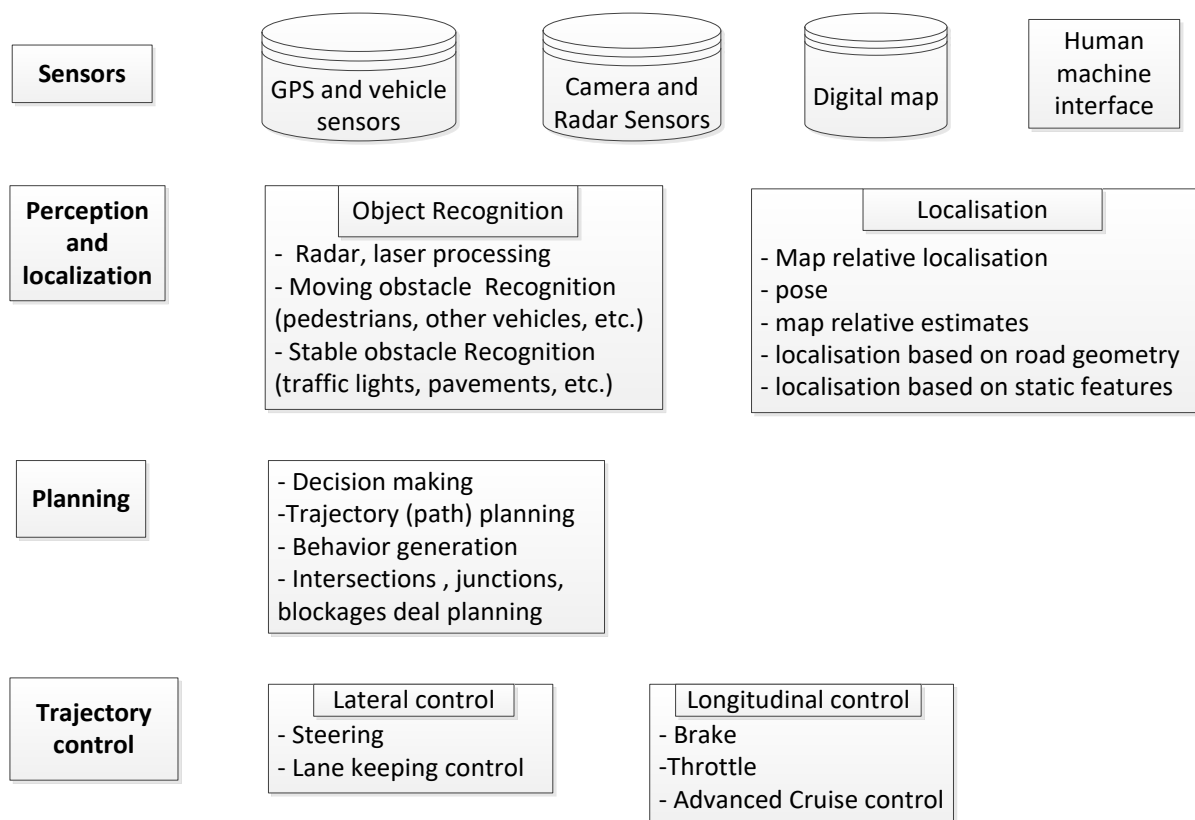 Sensors
GPS and vehicle
sensors
Camera and
Radar Sensors
Digital map
Human
machine
interface
Perception
and
localization
Object Recognition
- Radar, laser processing
- Moving obstacle Recognition
(pedestrians, other vehicles, etc.)
- Stable obstacle Recognition
(traffic lights, pavements, etc.)
Localisation
- Map relative localisation
- pose
- map relative estimates
- localisation based on road geometry
- localisation based on static features
Planning
- Decision making
-Trajectory (path) planning
- Behavior generation
- Intersections , junctions,
blockages deal planning
Trajectory
control
Lateral control
- Steering
- Lane keeping control
Longitudinal control
- Brake
-Throttle
- Advanced Cruise control